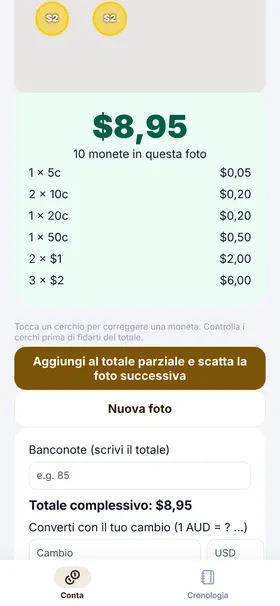 $2 $2
$8,95
10 monete in questa foto
1 × 5c $0,05
2 × 10c $0,20
1 × 20c $0,20
1 × 50c $0,50
2 × $1 $2,00
3 × $2 $6,00
Tocca un cerchio per correggere una moneta. Controlla i
cerchi prima di fidarti del totale.
Aggiungi al totale parziale e scatta la
foto successiva
Nuova foto
Banconote (scrivi il totale)
e.g. 85
Totale complessivo: $8,95
Converti con il tuo cambio (1 AUD = ? ...)
Cambio USD
Conta Cronologia